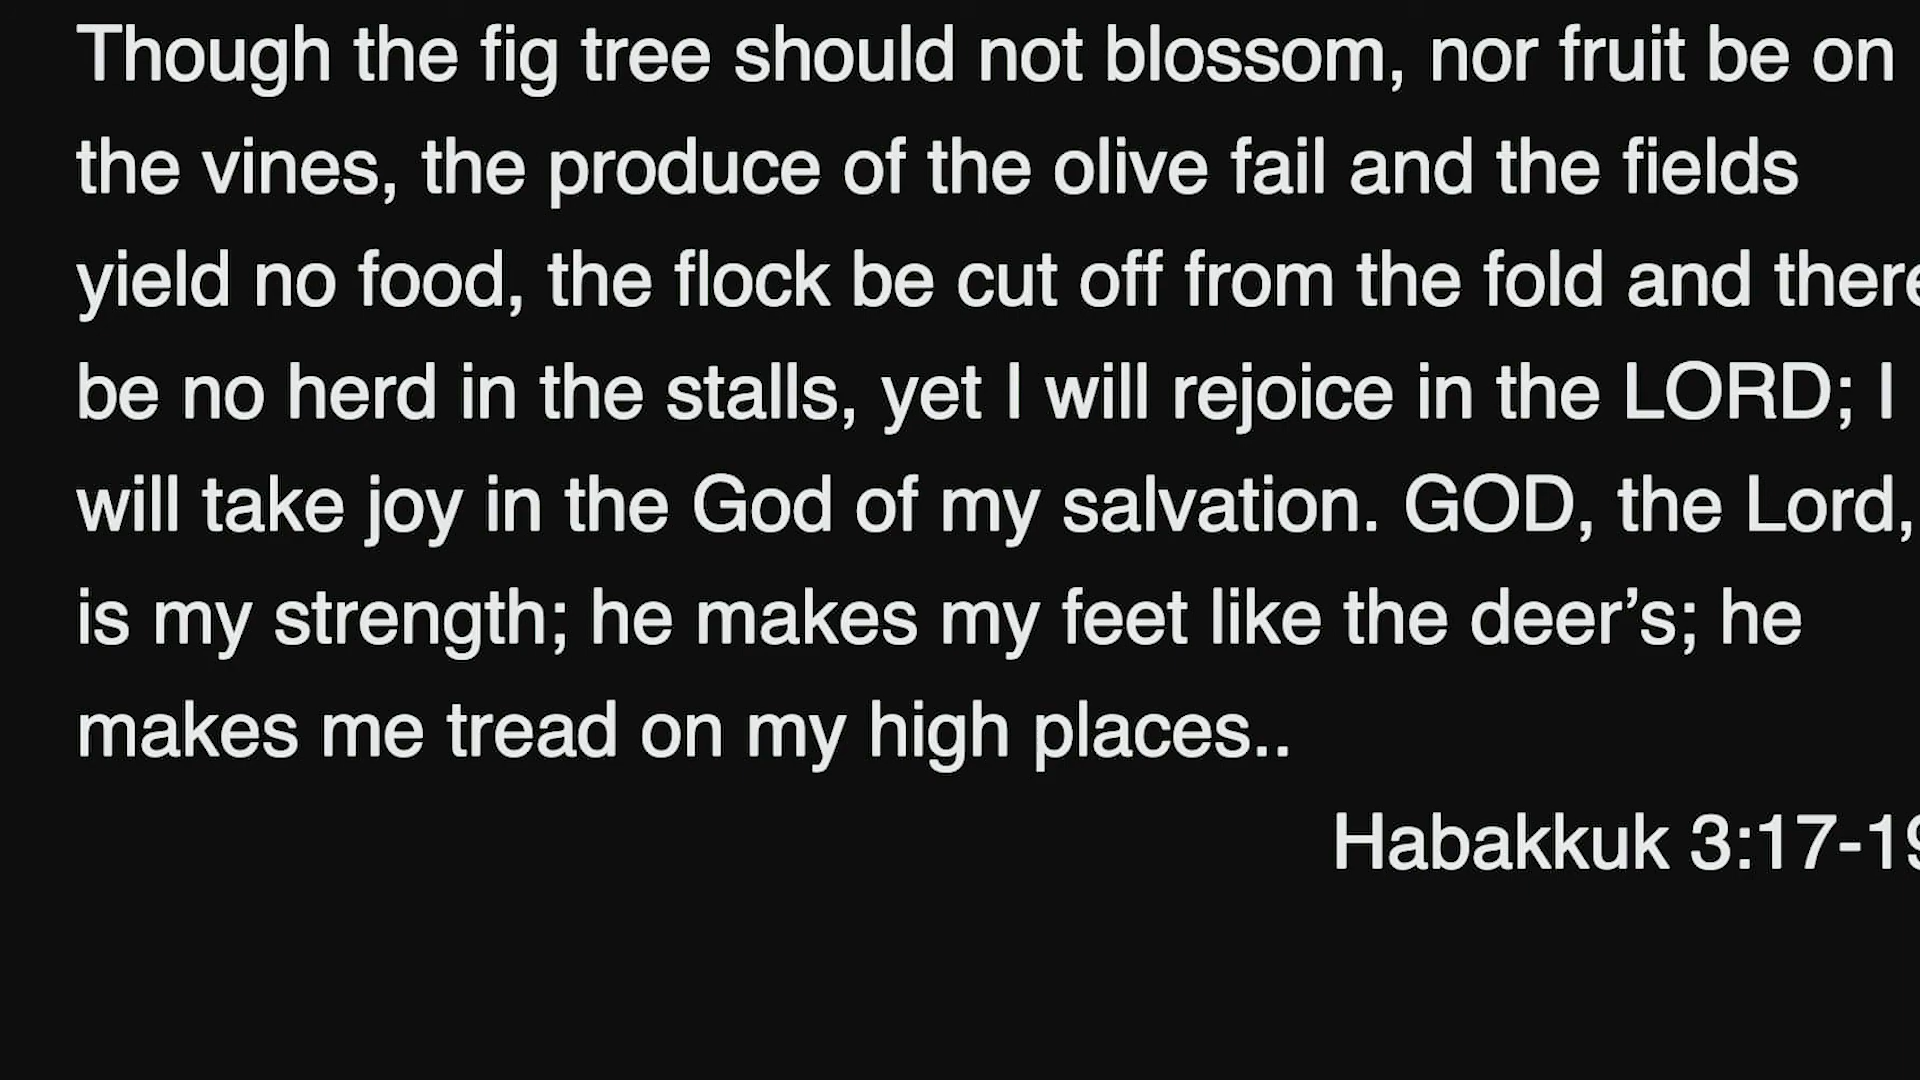 Though the fig tree should not blossom, nor fruit be on
the vines, the produce of the olive fail and the fields
yield no food, the flock be cut off from the fold and there
be no herd in the stalls, yet I will rejoice in the LORD; I
will take joy in the God of my salvation. GOD, the Lord,
is my strength; he makes my feet like the deer’s; he
makes me tread on my high places..
Habakkuk 3:17-19